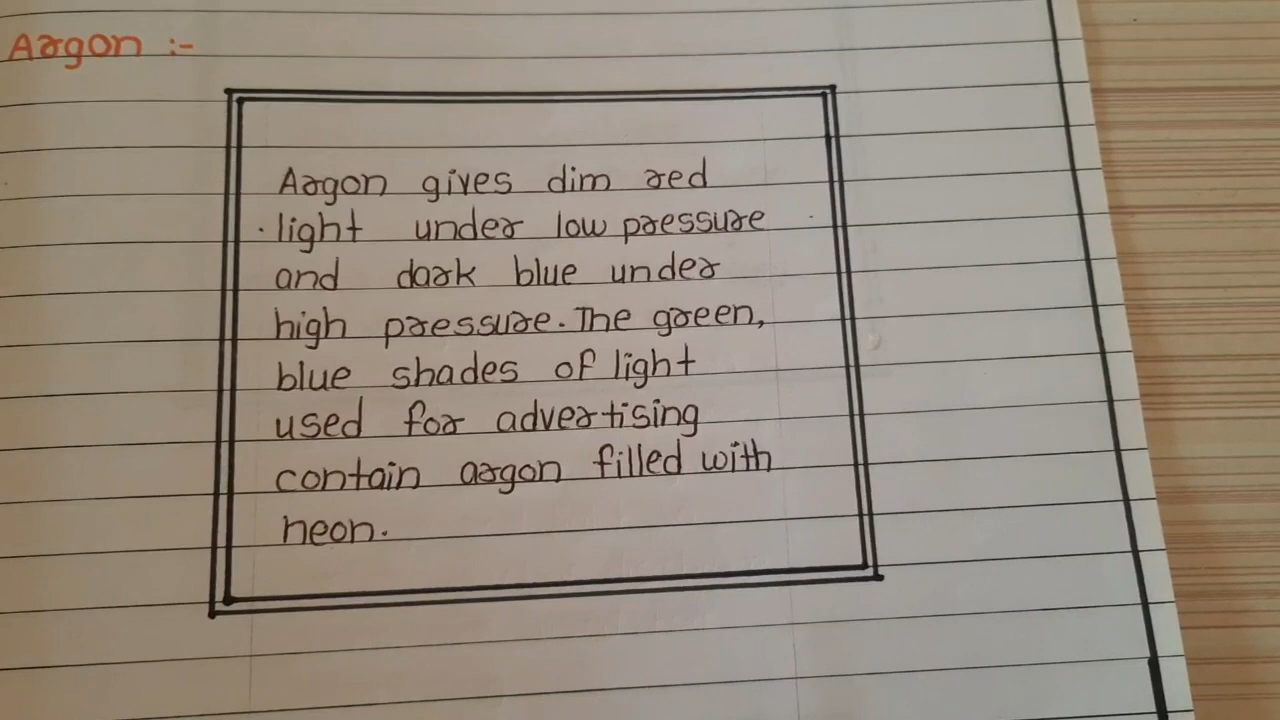 Argon :-
Argon gives dim red
light under low pressure
and dark blue under
high pressure. The green,
blue shades of light
used for advertising
contain argon filled with
neon.